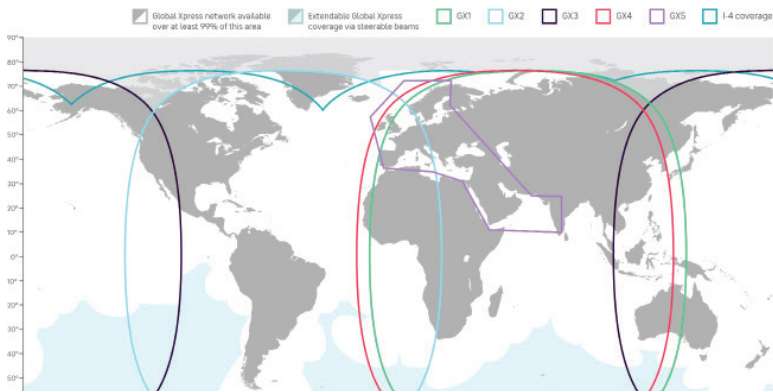 Global Xpress network available
over at least 99% of this area
Extendable Global Xpress
coverage via steerable beams
GX1
GX2
GX3
GX4
GX5
I-4 coverage
90°
80°
70°
60°
50°
40°
30°
20°
10°
0°
10°
20°
30°
40°
50°